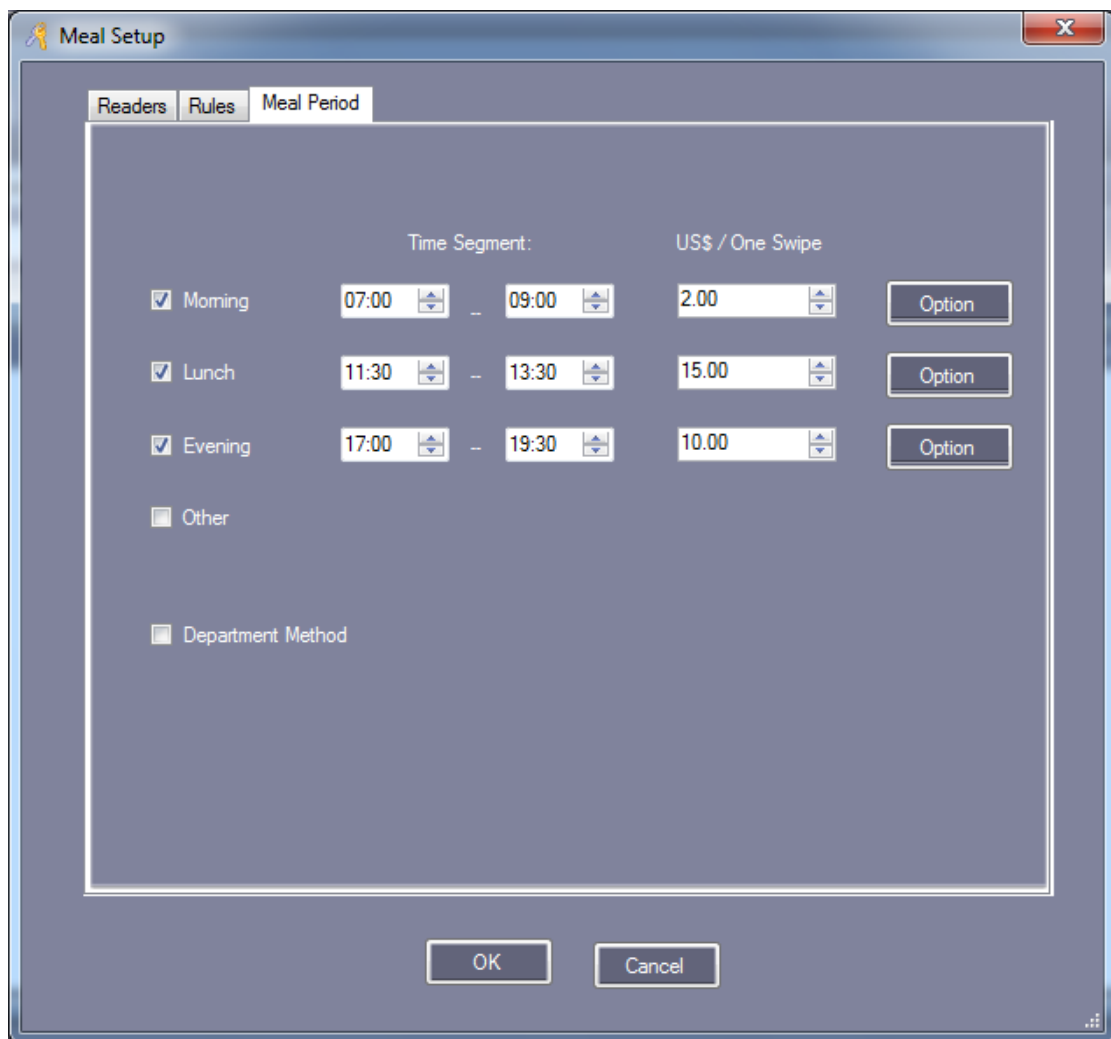 Meal Setup
Readers Rules Meal Period
Time Segment: US$ / One Swipe
Morning 07:00 -- 09:00 2.00 Option
Lunch 11:30 -- 13:30 15.00 Option
Evening 17:00 -- 19:30 10.00 Option
Other
Department Method
OK Cancel